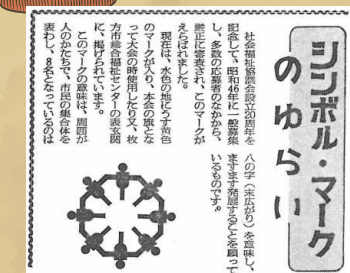 シンボル・マーク
のゆらい
社会福祉協議会設立20周年を
記念して。昭和46年に一般募集
し、多数の応募者のなかから、
厳正に審査され、このマークが
えらばれました。
現在は、水色の地にうす黄色
のマークが入り、本会の旗とな
って大会の時使用したり又、枚
方市総合福祉センターの表玄関
に、掲げられています。
このマークの意味は、周囲が
人のかたちで、市民の集合体を
表わし、8名となっているのは
八の字（末広がり）を意味し、
ますます発展することを願って
いるものです。